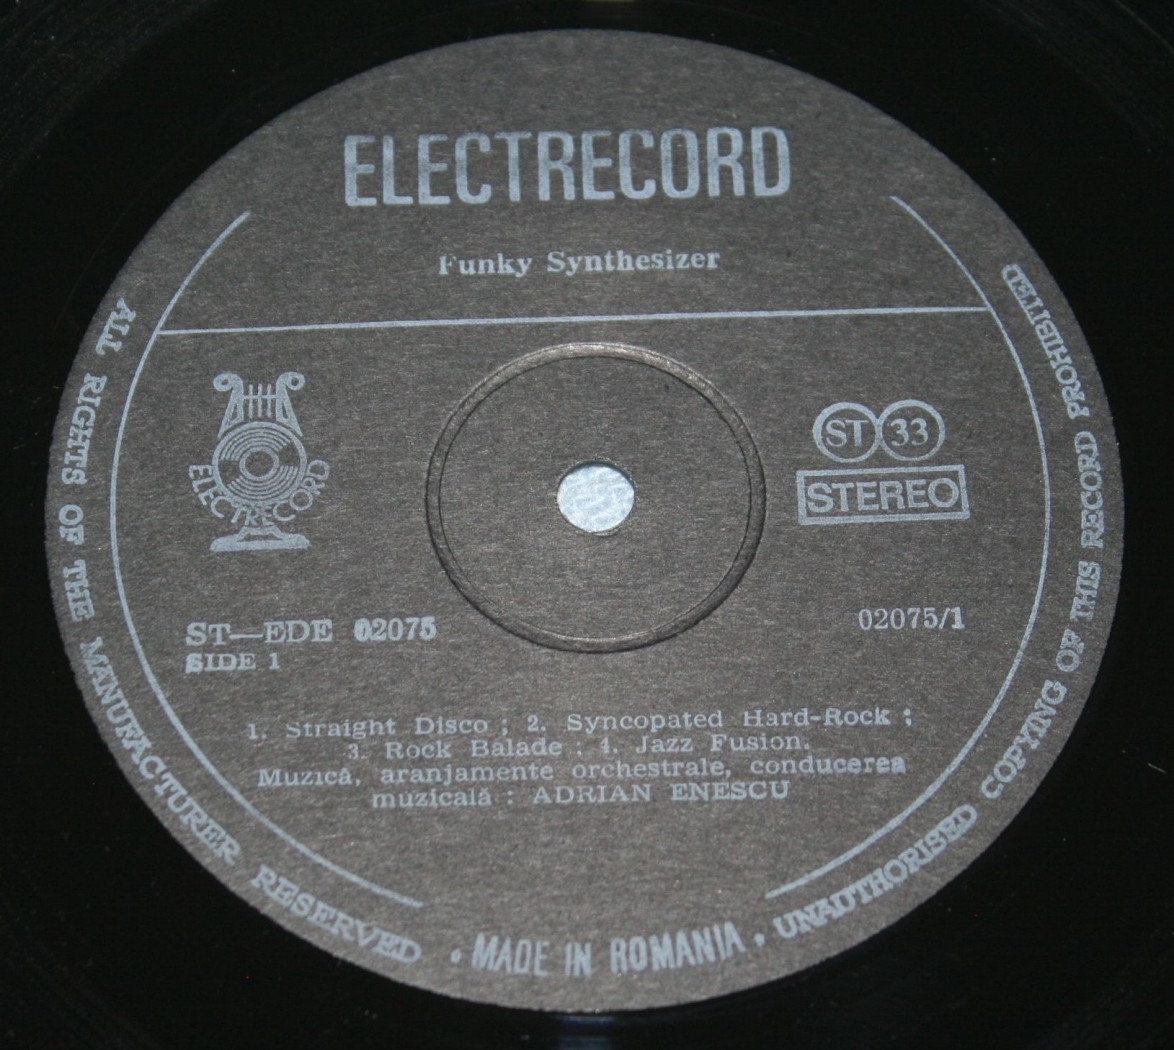 ELECTRECORD
Funky Synthesizer
ELECTRECORD
ST 33
STEREO
ST—EDE 02075
02075/1
SIDE 1
1. Straight Disco ; 2. Syncopated Hard-Rock ;
3. Rock Balade ; 4. Jazz Fusion.
Muzică, aranjamente orchestrale, conducerea
muzicală : ADRIAN ENESCU
ALL RIGHTS OF THE MANUFACTURER RESERVED • MADE IN ROMANIA • UNAUTHORISED COPYING OF THIS RECORD PROHIBITED